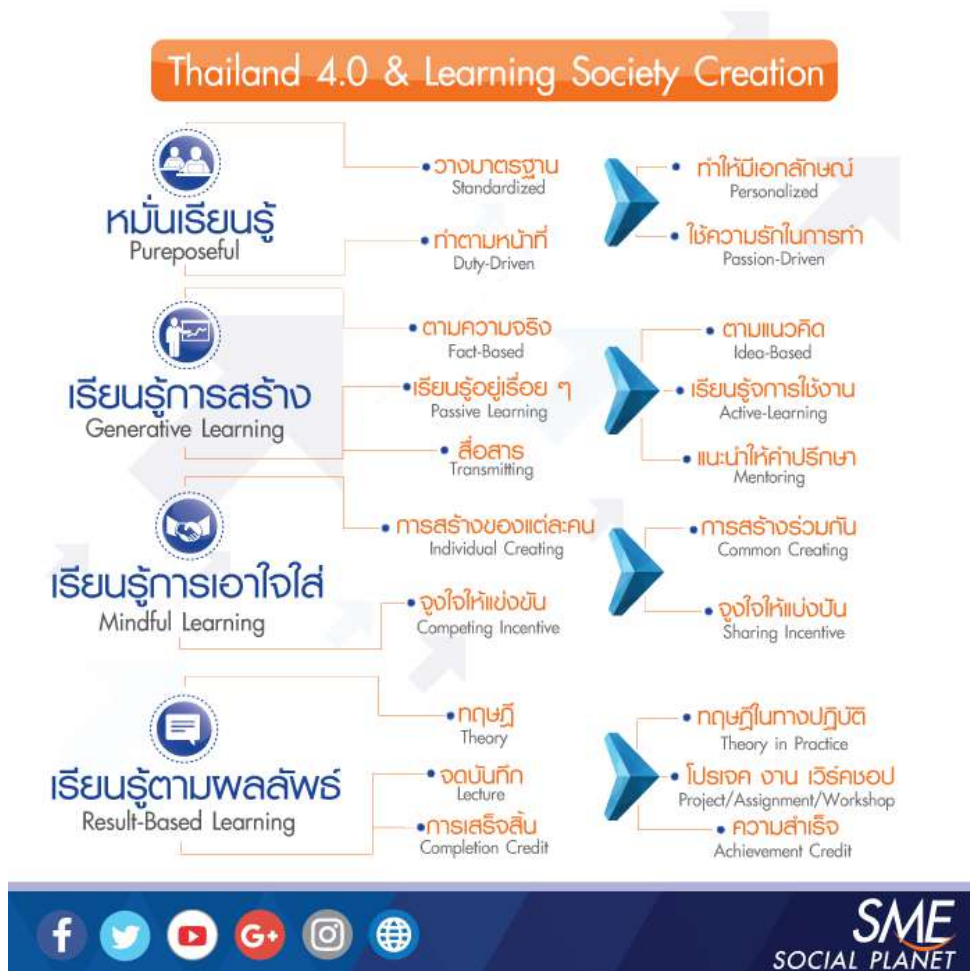 Thailand 4.0 & Learning Society Creation
หมั่นเรียนรู้
Pureposeful
วางมาตรฐาน
Standardized
ทำตามหน้าที่
Duty-Driven
ทำให้มีเอกลักษณ์
Personalized
ใช้ความรักในการทำ
Passion-Driven
เรียนรู้การสร้าง
Generative Learning
ตามความจริง
Fact-Based
เรียนรู้อยู่เรื่อย ๆ
Passive Learning
สื่อสาร
Transmitting
ตามแนวคิด
Idea-Based
เรียนรู้จการใช้งาน
Active-Learning
แนะนำให้คำปรึกษา
Mentoring
เรียนรู้การเอาใจใส่
Mindful Learning
การสร้างของแต่ละคน
Individual Creating
จูงใจให้แข่งขัน
Competing Incentive
การสร้างร่วมกัน
Common Creating
จูงใจให้แบ่งปัน
Sharing Incentive
เรียนรู้ตามผลลัพธ์
Result-Based Learning
ทฤษฎี
Theory
จดบันทึก
Lecture
การเสร็จสิ้น
Completion Credit
ทฤษฎีในทางปฏิบัติ
Theory in Practice
โปรเจค งาน เวิร์คชอป
Project/Assignment/Workshop
ความสำเร็จ
Achievement Credit
f
G+
SME
SOCIAL PLANET